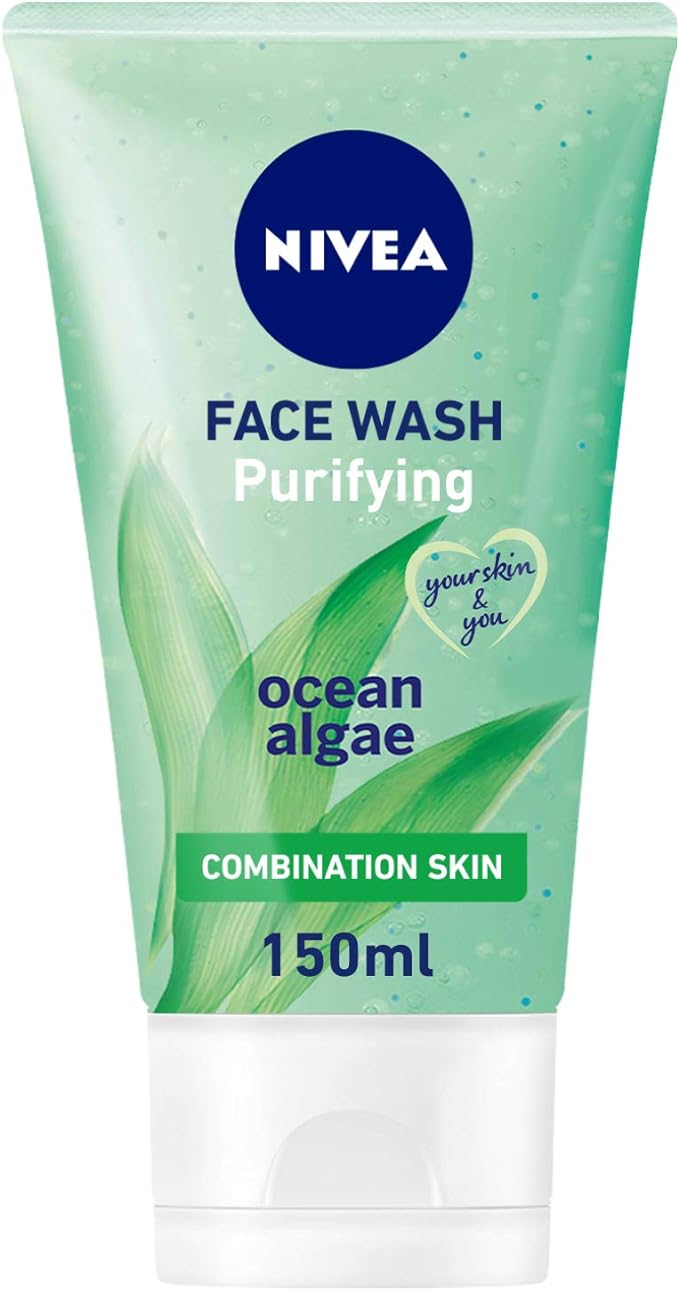 NIVEA
FACE WASH
Purifying
your skin
&
you
ocean
algae
COMBINATION SKIN
150ml